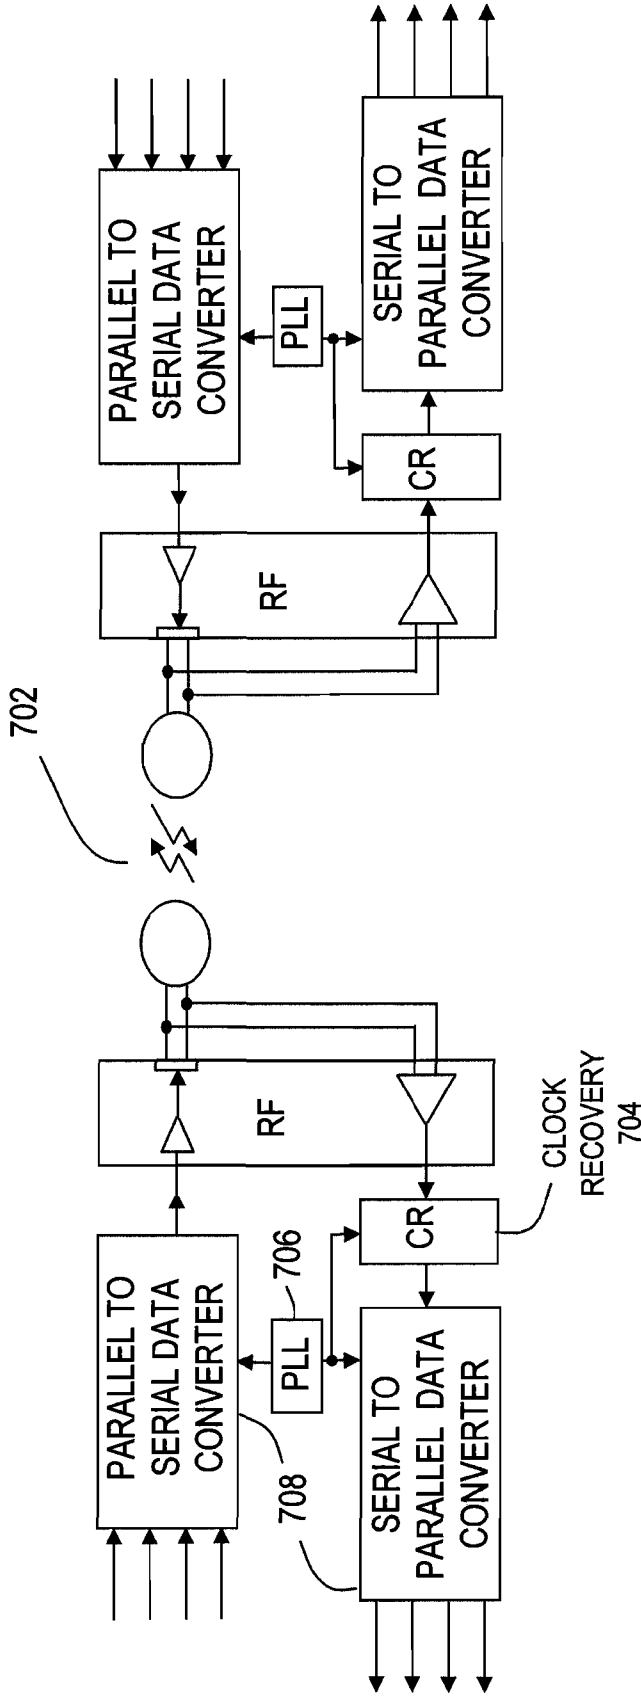 PARALLEL TO
SERIAL DATA
CONVERTER
708
PLL
706
SERIAL TO
PARALLEL DATA
CONVERTER
RF
CR
CLOCK
RECOVERY
704
702
RF
CR
PARALLEL TO
SERIAL DATA
CONVERTER
PLL
SERIAL TO
PARALLEL DATA
CONVERTER